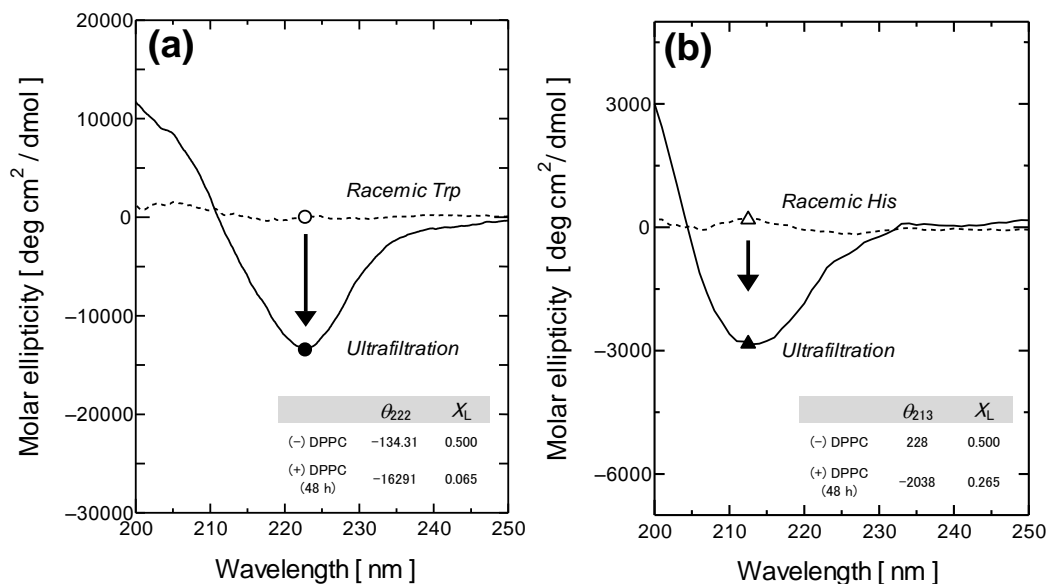 (a)
Molar ellipticity [ deg cm² / dmol ]
20000
10000
0
−10000
−20000
−30000
Racemic Trp
Ultrafiltration
θ222 XL
(−) DPPC −134.31 0.500
(+) DPPC −16291 0.065
(48 h)
200 210 220 230 240 250
Wavelength [ nm ]
(b)
Molar ellipticity [ deg cm² / dmol ]
3000
0
−3000
−6000
Racemic His
Ultrafiltration
θ213 XL
(−) DPPC 228 0.500
(+) DPPC −2038 0.265
(48 h)
200 210 220 230 240 250
Wavelength [ nm ]